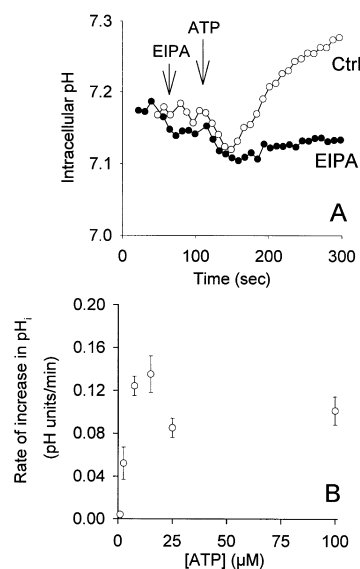 7.3
ATP
EIPA
Ctrl
7.2
Intracellular pH
7.1
EIPA
A
7.0
0 100 200 300
Time (sec)
0.20
0.16
Rate of increase in pHi
(pH units/min)
0.12
0.08
0.04
B
0.00
0 25 50 75 100
[ATP] (μM)